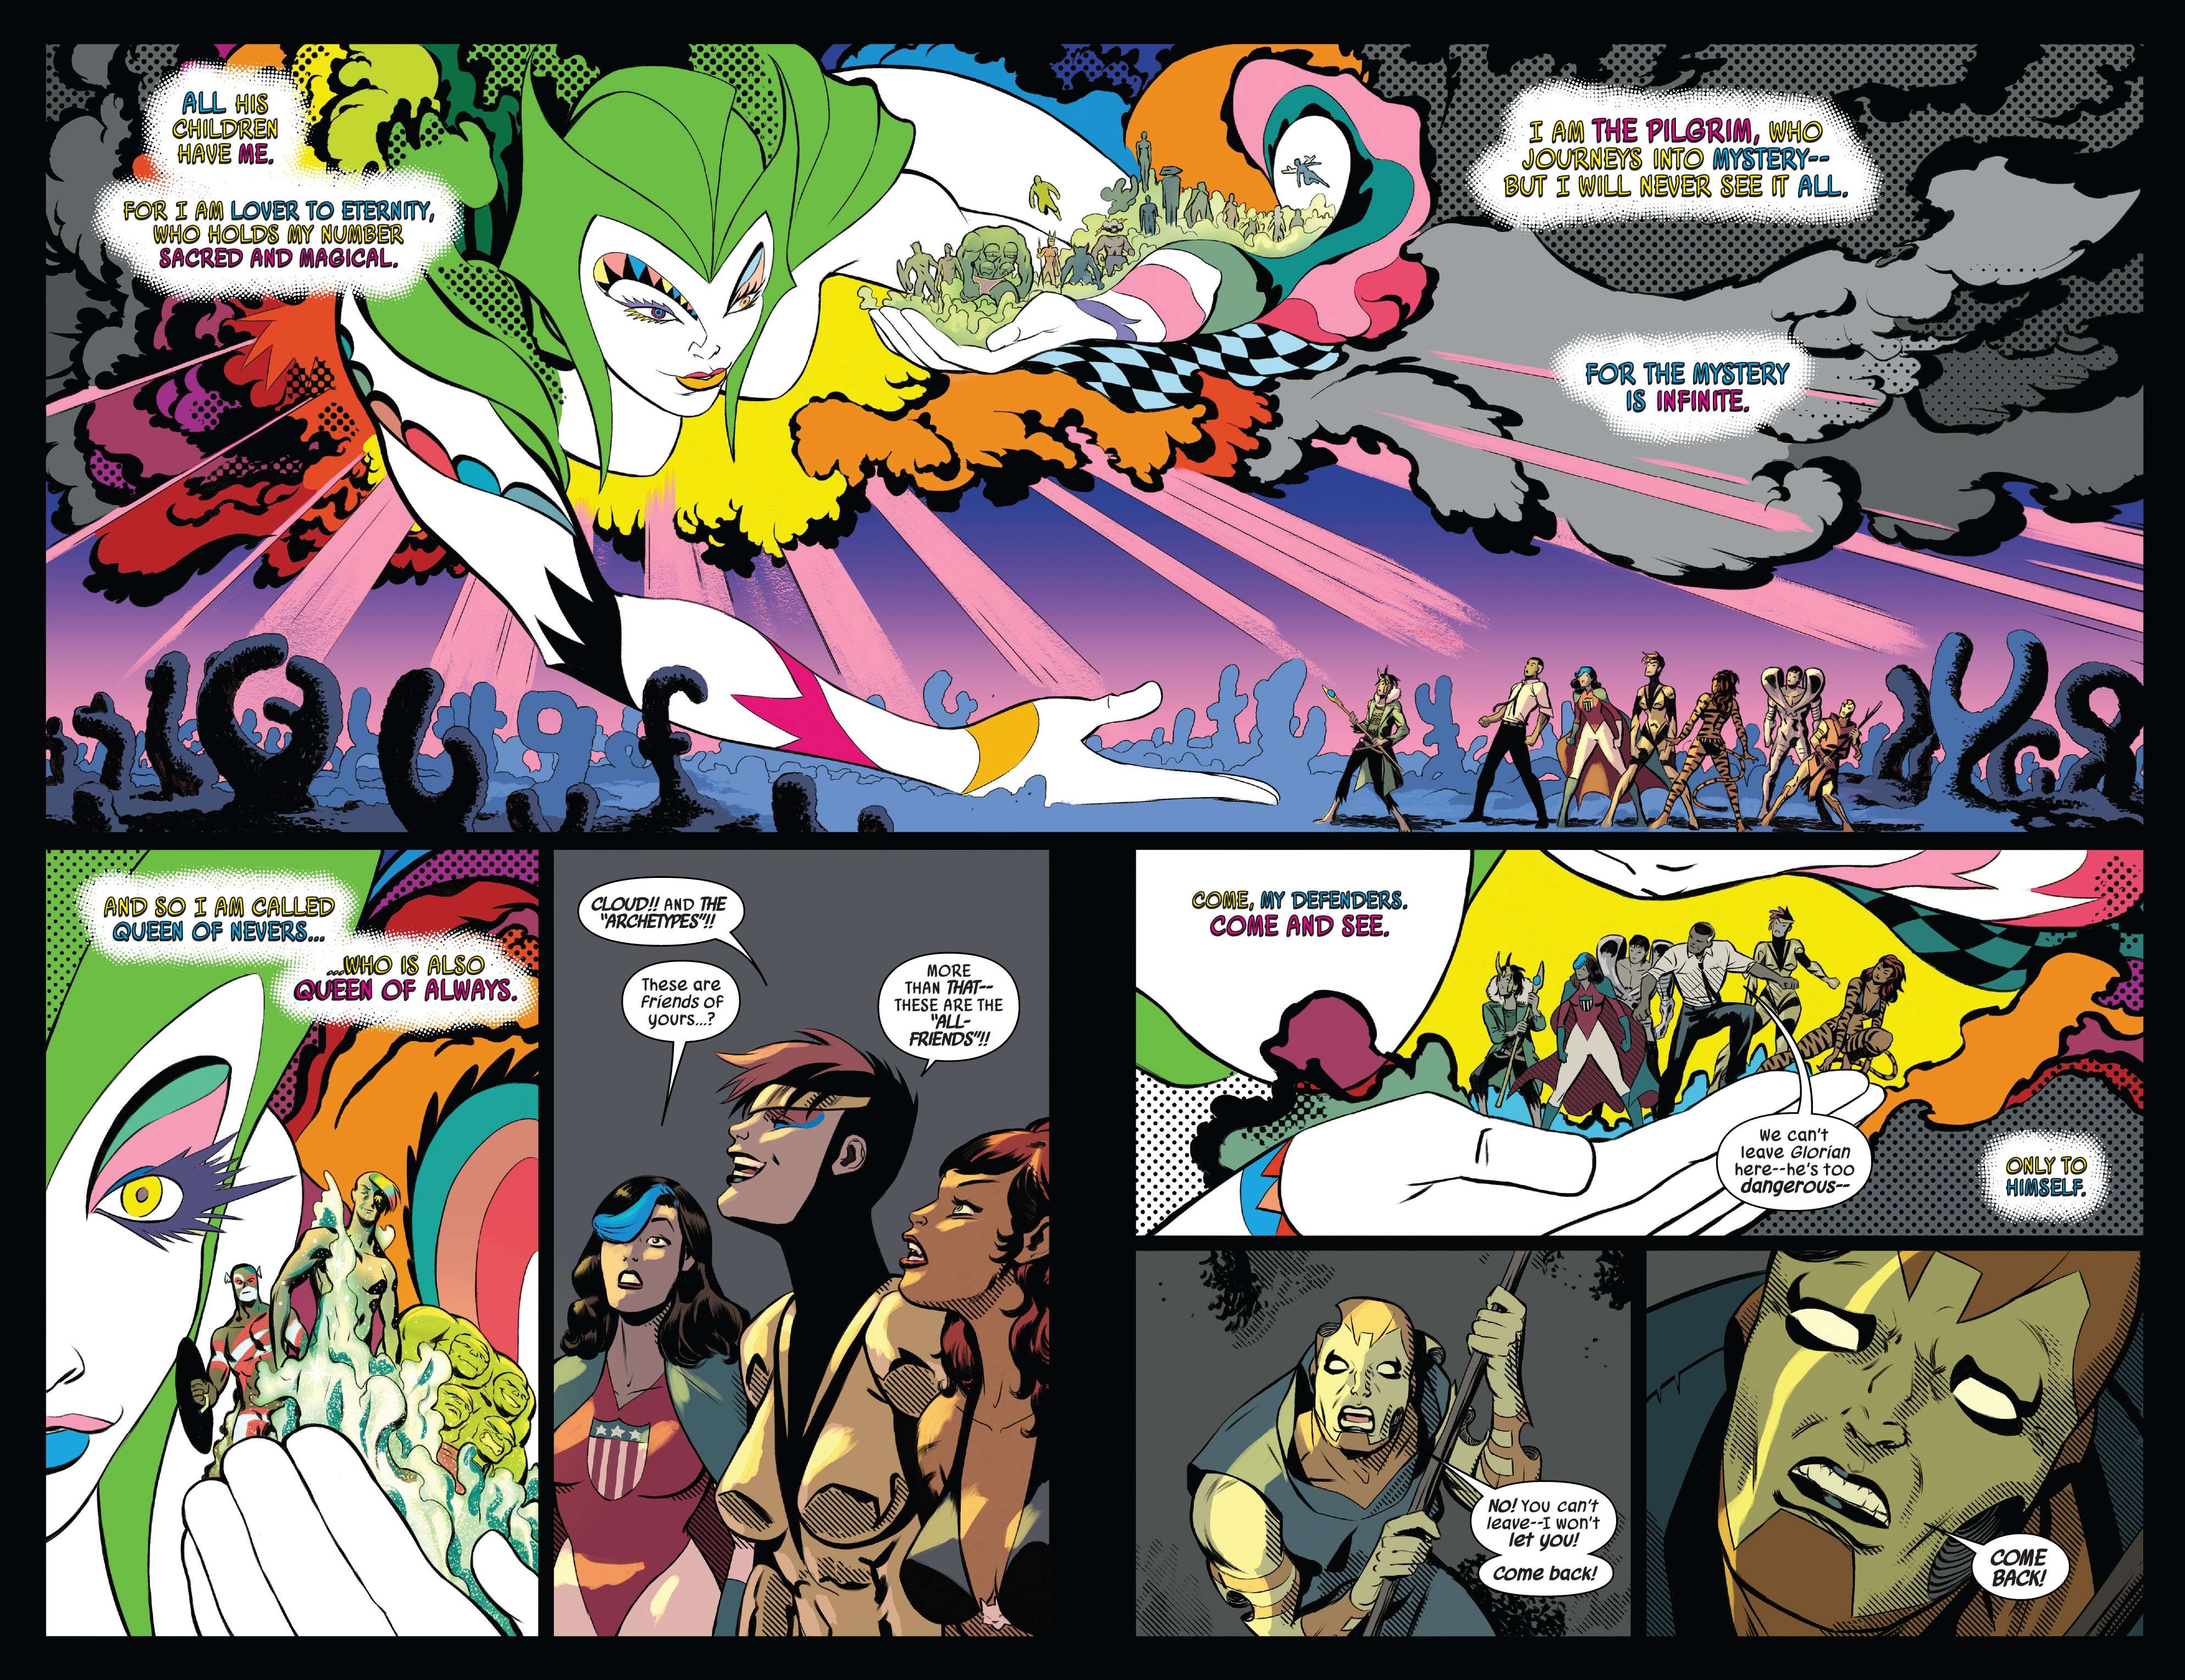 ALL HIS
CHILDREN
HAVE ME.
FOR I AM LOVER TO ETERNITY,
WHO HOLDS MY NUMBER
SACRED AND MAGICAL.
I AM THE PILGRIM, WHO
JOURNEYS INTO MYSTERY--
BUT I WILL NEVER SEE IT ALL.
FOR THE MYSTERY
IS INFINITE.
AND SO I AM CALLED
QUEEN OF NEVERS...
...WHO IS ALSO
QUEEN OF ALWAYS.
CLOUD!! AND THE
"ARCHETYPES"!!
These are
friends of
yours...?
MORE
THAN THAT--
THESE ARE THE
"ALL-
FRIENDS"!!
COME, MY DEFENDERS.
COME AND SEE.
We can't
leave Glorian
here--he's too
dangerous--
ONLY TO
HIMSELF.
NO! You can't
leave--I won't
let you!
Come back!
COME
BACK!